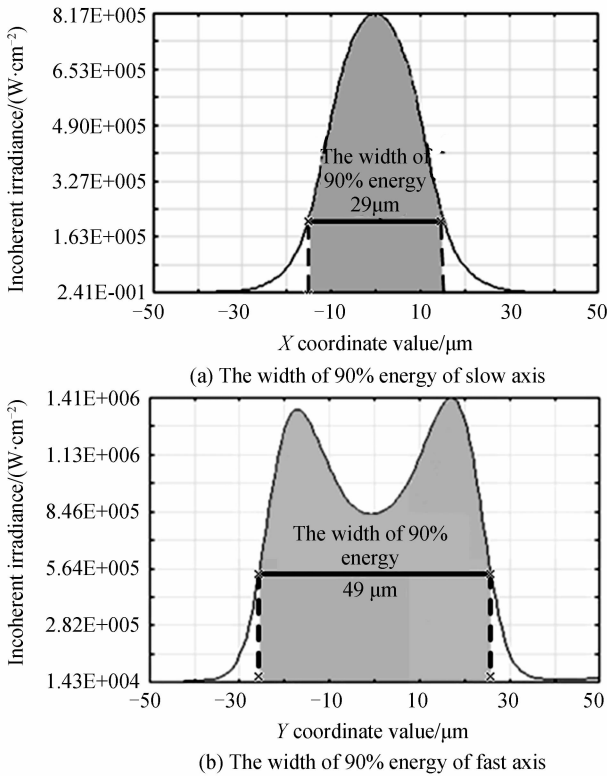 8.17E+005
6.53E+005
4.90E+005
3.27E+005
1.63E+005
2.41E-001
Incoherent irradiance/(W·cm⁻²)
The width of
90% energy
29μm
−50 −30 −10 10 30 50
X coordinate value/μm
(a) The width of 90% energy of slow axis
1.41E+006
1.13E+006
8.46E+005
5.64E+005
2.82E+005
1.43E+004
Incoherent irradiance/(W·cm⁻²)
The width of 90%
energy
49 μm
−50 −30 −10 10 30 50
Y coordinate value/μm
(b) The width of 90% energy of fast axis